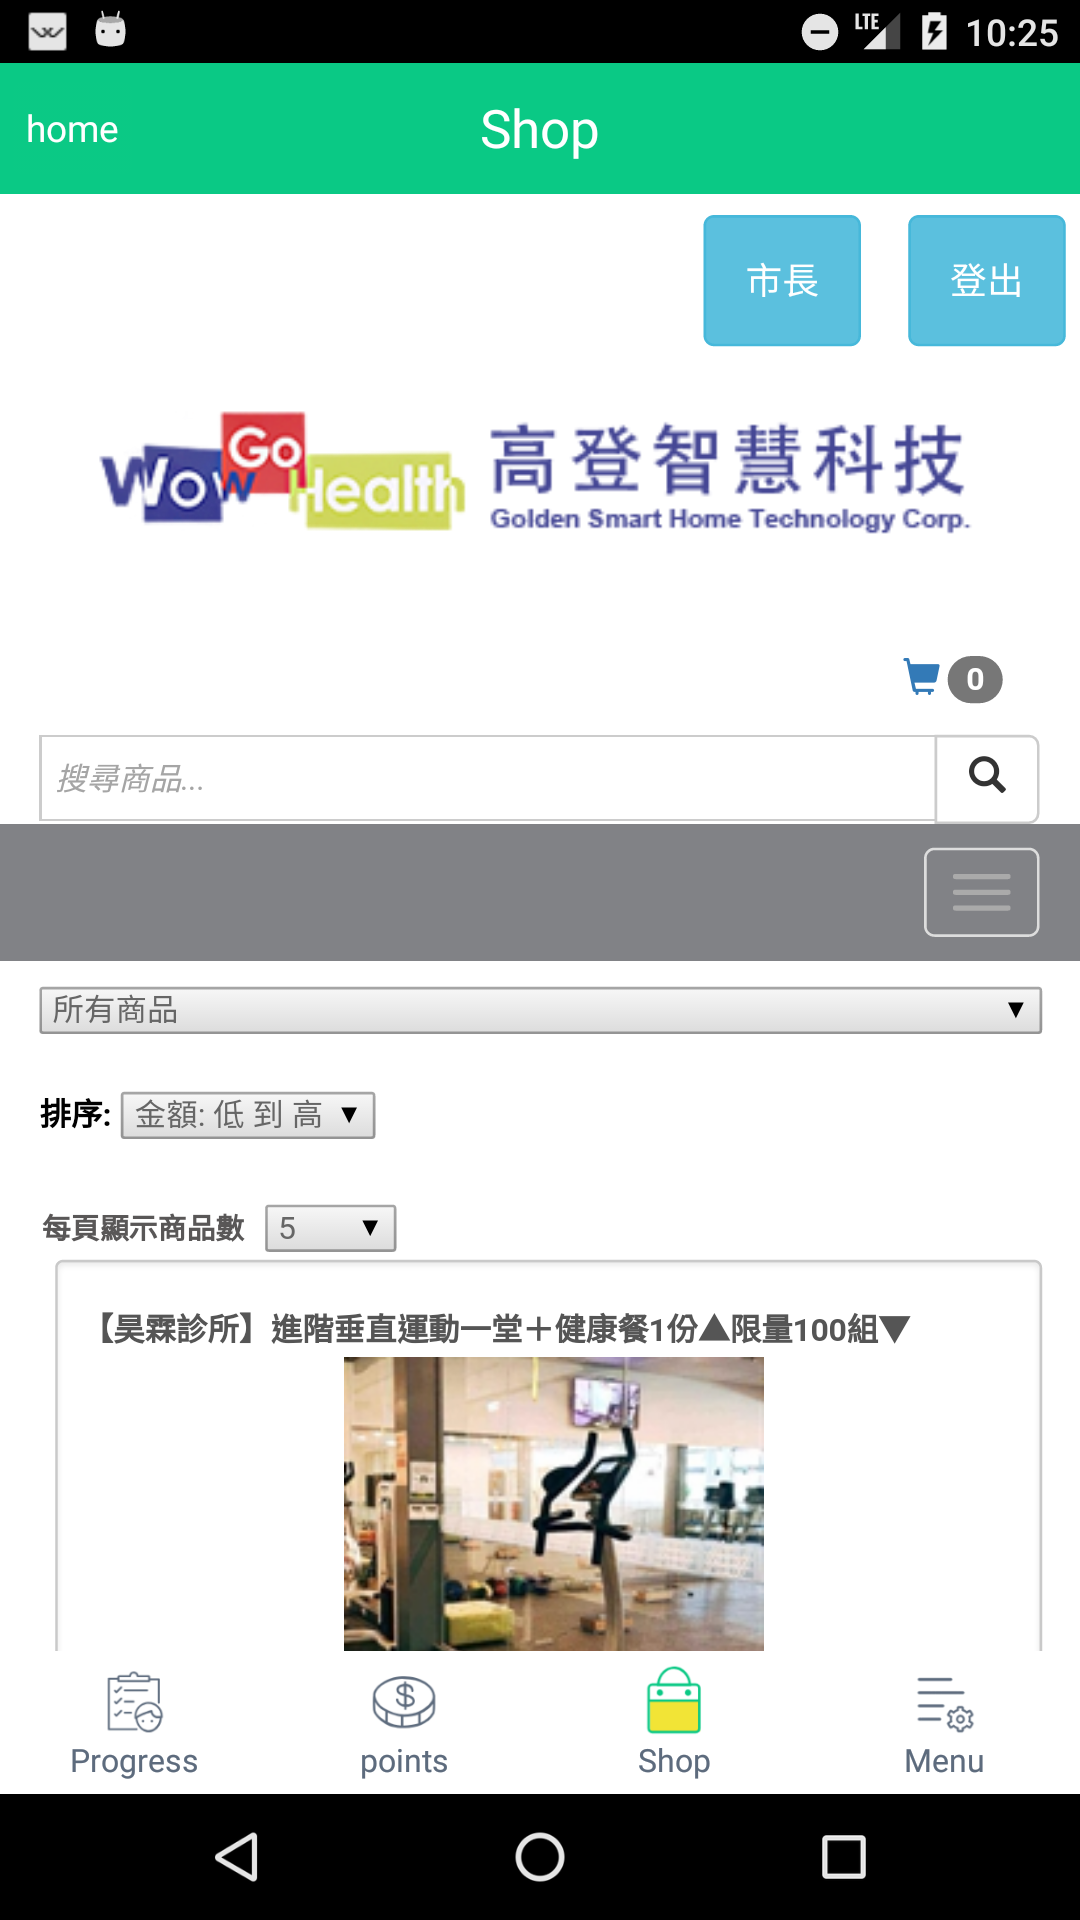 10:25
LTE
home
Shop
市長
登出
Wow Go Health
高登智慧科技
Golden Smart Home Technology Corp.
0
搜尋商品...
所有商品
排序: 金額: 低 到 高
每頁顯示商品數 5
【昊霖診所】進階垂直運動一堂＋健康餐1份▲限量100組▼
Progress
points
Shop
Menu